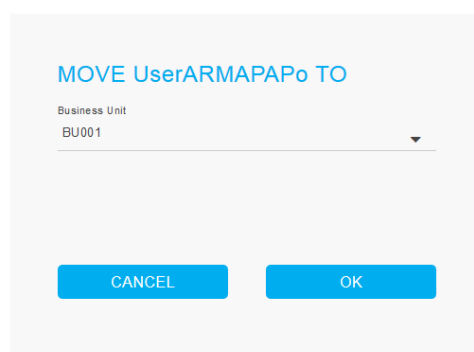 MOVE UserARMAPAPo TO
Business Unit
BU001
CANCEL
OK